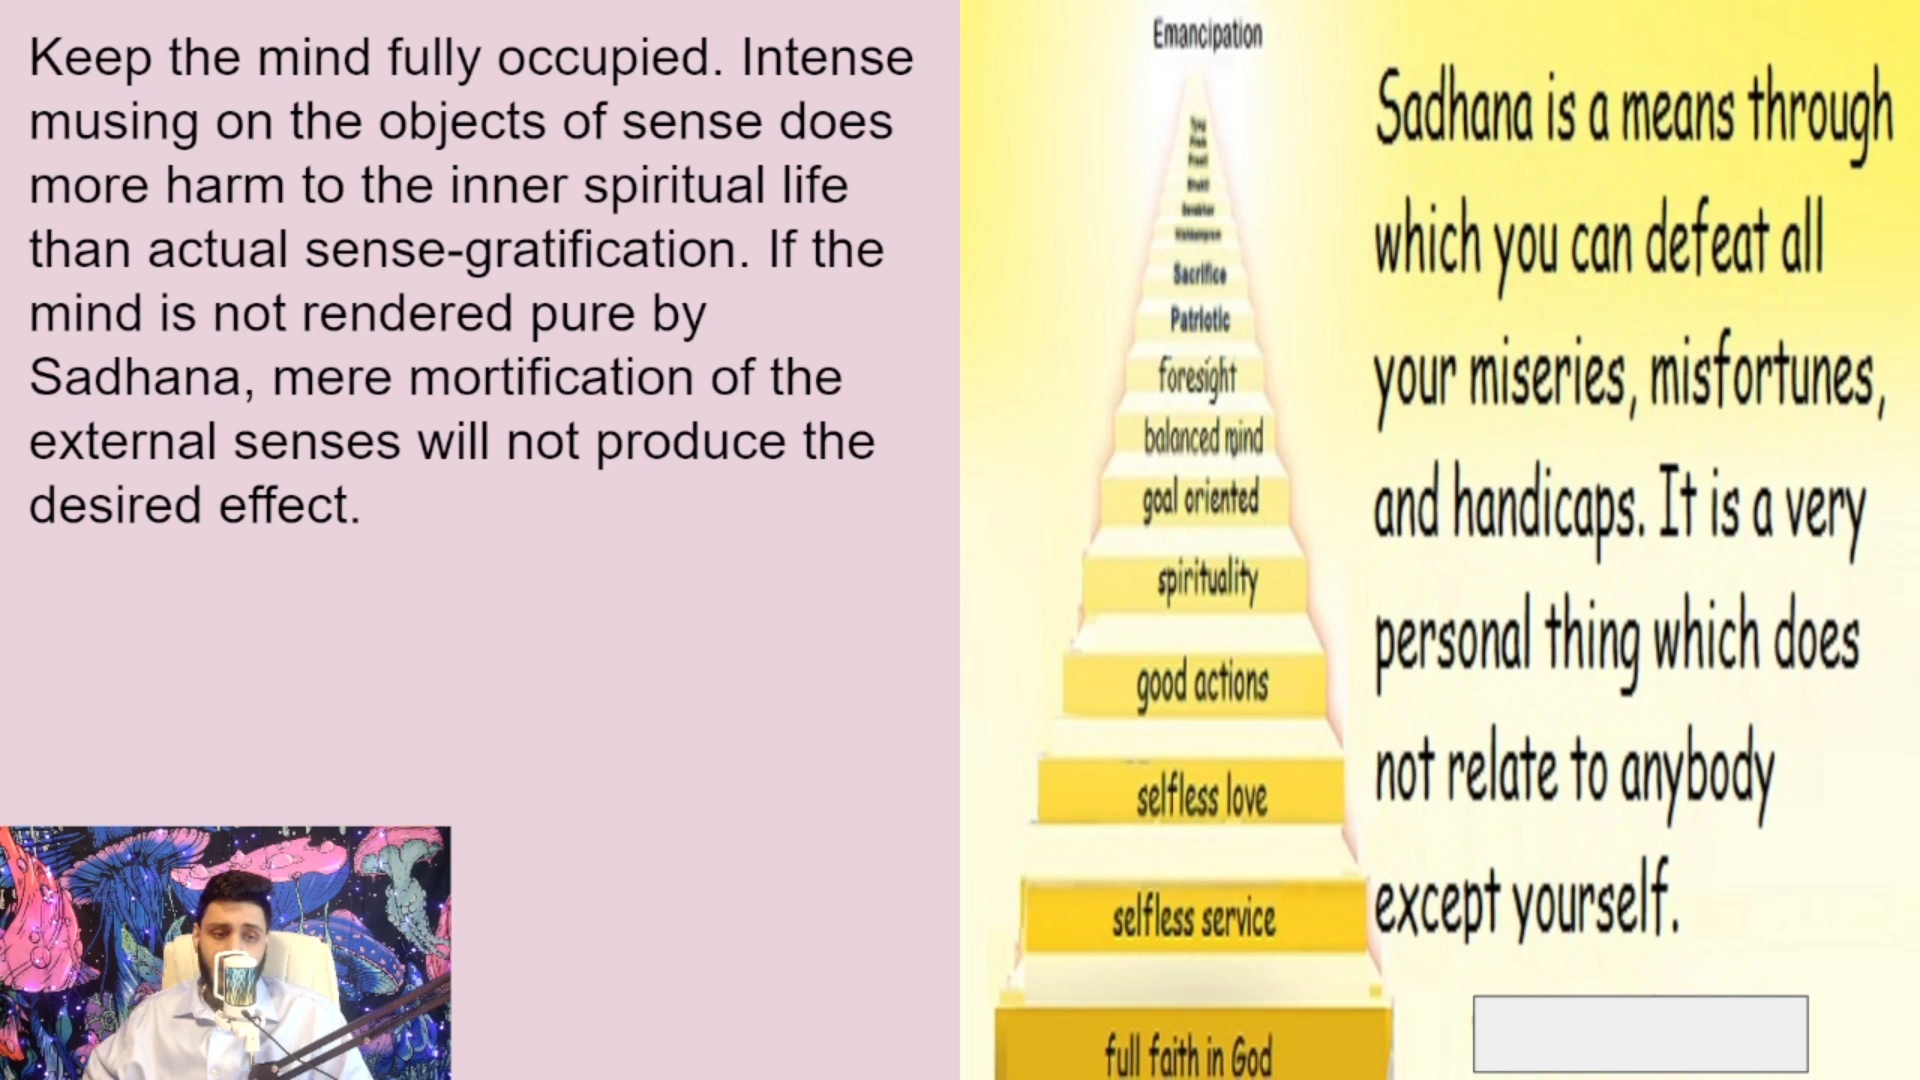 Keep the mind fully occupied. Intense
musing on the objects of sense does
more harm to the inner spiritual life
than actual sense-gratification. If the
mind is not rendered pure by
Sadhana, mere mortification of the
external senses will not produce the
desired effect.
Emancipation
Sacrifice
Patriotic
foresight
balanced mind
goal oriented
spirituality
good actions
selfless love
selfless service
full faith in God
Sadhana is a means through
which you can defeat all
your miseries, misfortunes,
and handicaps. It is a very
personal thing which does
not relate to anybody
except yourself.